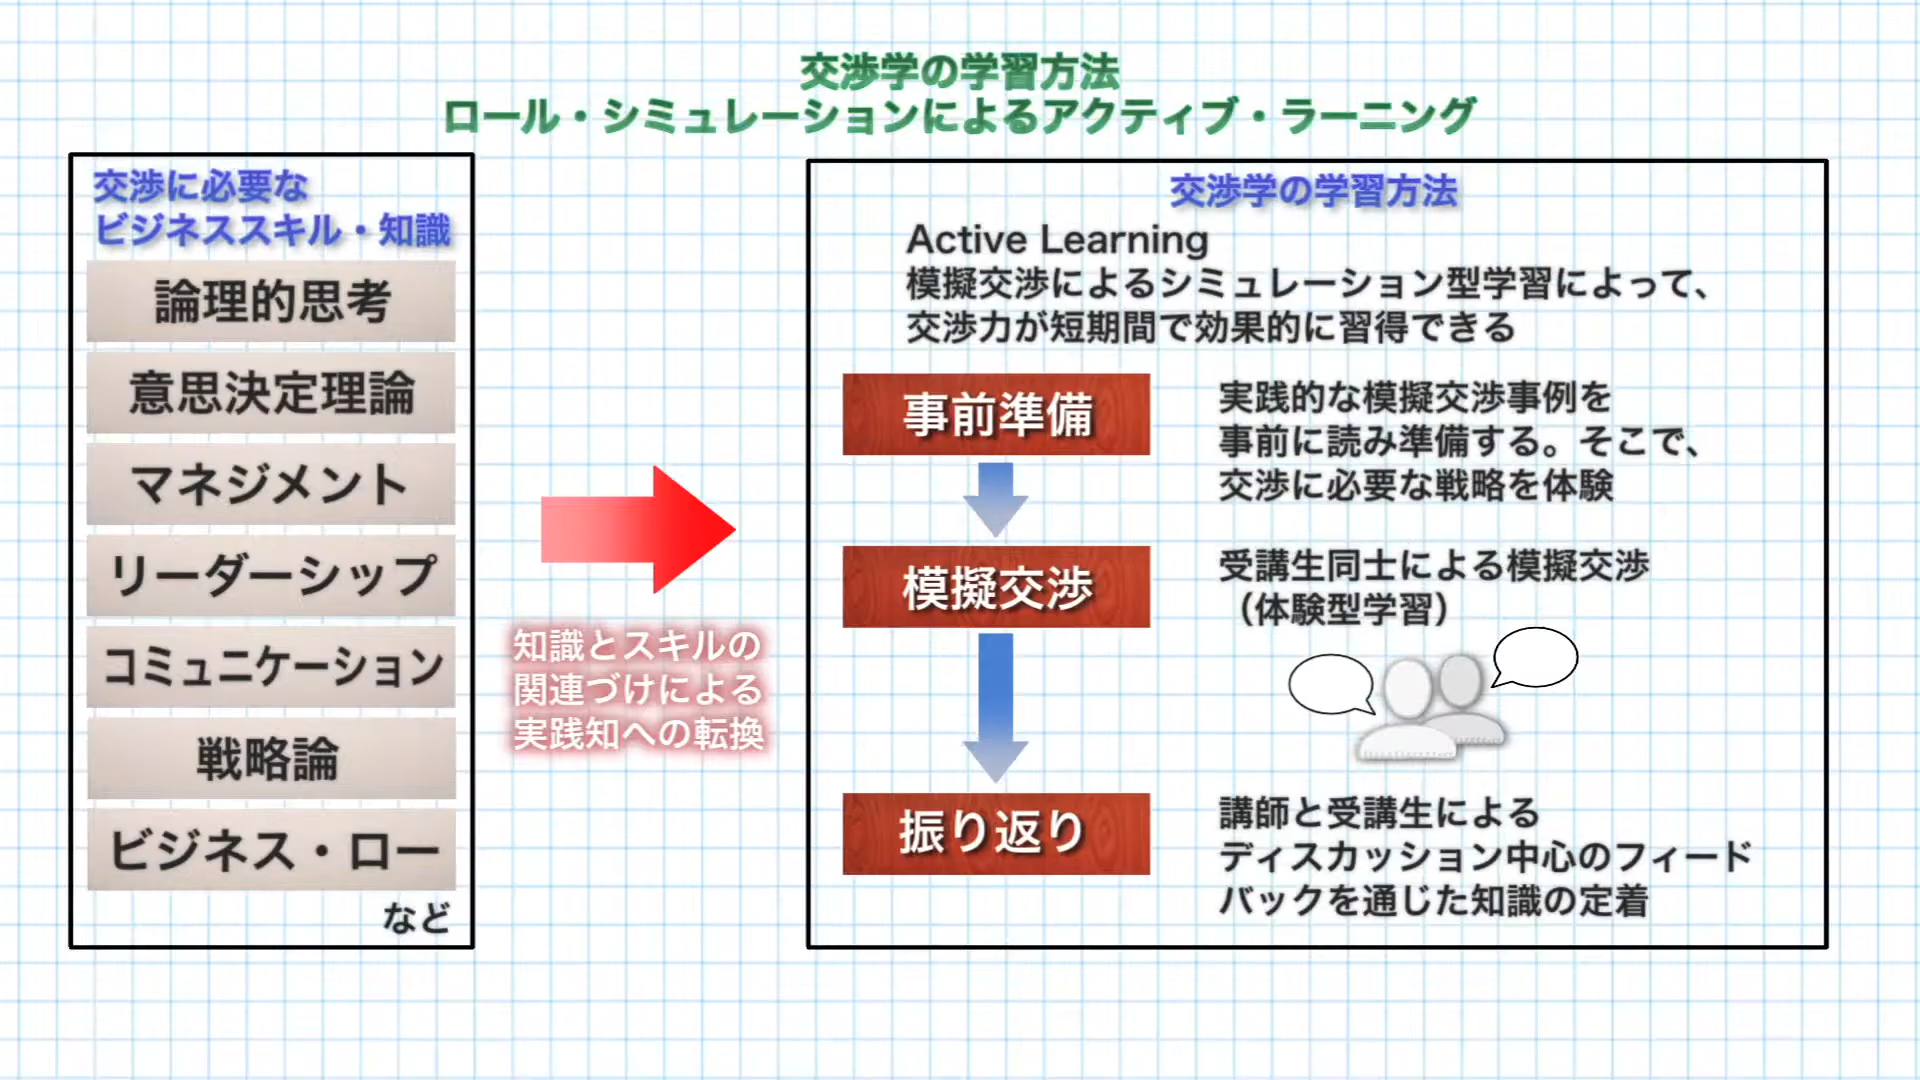 交渉学の学習方法
ロール・シミュレーションによるアクティブ・ラーニング
交渉に必要な
ビジネススキル・知識
論理的思考
意思決定理論
マネジメント
リーダーシップ
コミュニケーション
戦略論
ビジネス・ロー
など
知識とスキルの
関連づけによる
実践知への転換
交渉学の学習方法
Active Learning
模擬交渉によるシミュレーション型学習によって、
交渉力が短期間で効果的に習得できる
事前準備
実践的な模擬交渉事例を
事前に読み準備する。そこで、
交渉に必要な戦略を体験
模擬交渉
受講生同士による模擬交渉
（体験型学習）
振り返り
講師と受講生による
ディスカッション中心のフィード
バックを通じた知識の定着